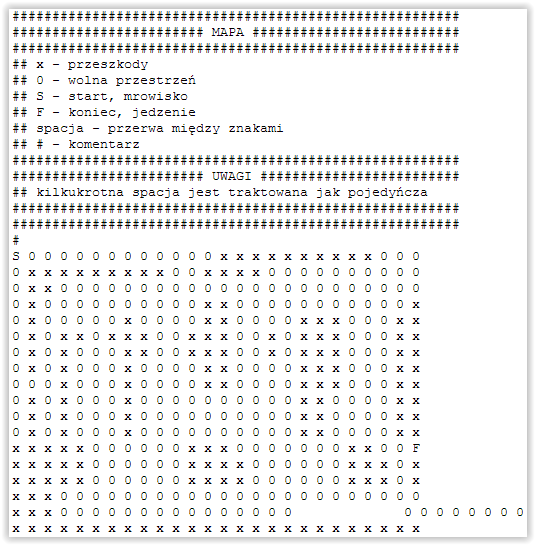 ########################################################
######################## MAPA ##########################
########################################################
## x - przeszkody
## 0 - wolna przestrzeń
## S - start, mrowisko
## F - koniec, jedzenie
## spacja - przerwa między znakami
## # - komentarz
########################################################
######################## UWAGI #########################
## kilkukrotna spacja jest traktowana jak pojedyńcza
########################################################
########################################################
#
S 0 0 0 0 0 0 0 0 0 0 0 0 x x x x x x x x x x 0 0 0
0 x x x x x x x x x 0 0 x x x x 0 0 0 0 0 0 0 0 0 0
0 x x 0 0 0 0 0 0 0 0 0 0 0 0 0 0 0 0 0 0 0 0 0 0 0
0 x 0 0 0 0 0 0 0 0 0 0 x x 0 0 0 0 0 0 0 0 0 0 0 x
0 x 0 0 0 0 0 x 0 0 0 0 x x 0 0 0 0 x x x 0 0 0 x x
0 x 0 x x 0 x x x 0 0 x x x 0 0 x 0 x x x 0 0 0 x x
0 x 0 x 0 0 0 x x 0 0 x x x 0 0 x 0 x x x 0 0 0 x x
0 x 0 x 0 0 0 x 0 0 0 0 x x 0 0 0 0 x x x 0 0 0 x x
0 0 0 x 0 0 0 x 0 0 0 0 x x 0 0 0 0 x x x 0 0 0 x x
0 x 0 x 0 0 0 x 0 0 0 0 0 0 0 0 0 0 x x 0 0 0 0 x x
0 x 0 x 0 0 0 0 0 0 0 0 0 0 0 0 0 0 x x 0 0 0 0 x x
0 x 0 x 0 0 0 x 0 0 0 0 0 0 0 0 0 0 x x 0 0 0 0 x x
x x x x x 0 0 0 0 0 0 x x x 0 0 0 0 0 0 0 x x 0 0 F
x x x x x 0 0 0 0 0 0 x x x x 0 0 0 0 0 0 x x x 0 x
x x x x x 0 0 0 0 0 0 x x x x 0 0 0 0 0 0 x x x 0 x
x x x 0 0 0 0 0 0 0 0 0 0 0 0 0 0 0 0 0 0 0 0 0 0 0
x x x 0 0 0 0 0 0 0 0 0 0 0 0 0 0 0              0 0 0 0 0 0 0 0
x x x x x x x x x x x x x x x x x x x x x x x x x x